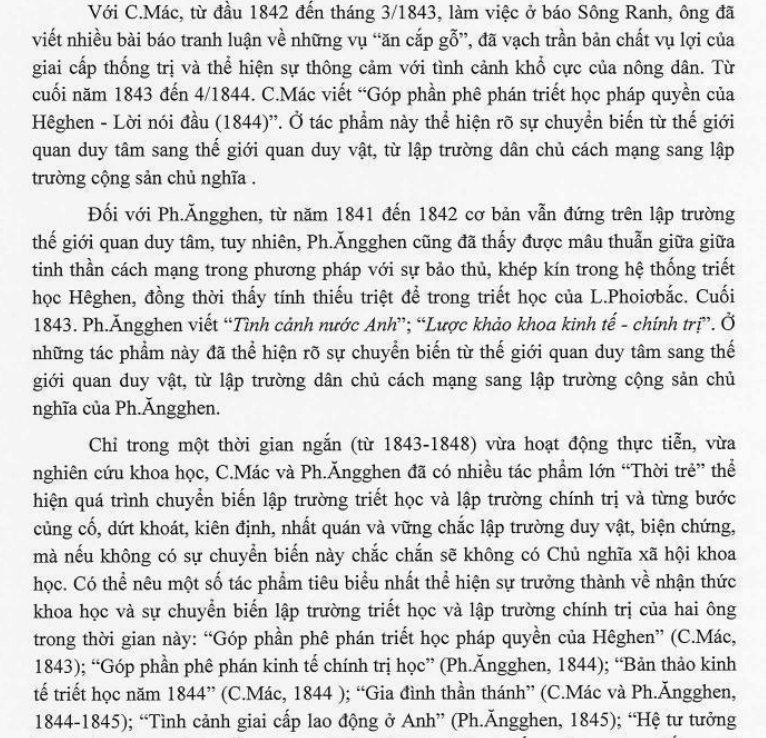 Với C.Mác, từ đầu 1842 đến tháng 3/1843, làm việc ở báo Sông Ranh, ông đã
viết nhiều bài báo tranh luận về những vụ “ăn cắp gỗ”, đã vạch trần bản chất vụ lợi của
giai cấp thống trị và thể hiện sự thông cảm với tình cảnh khổ cực của nông dân. Từ
cuối năm 1843 đến 4/1844. C.Mác viết “Góp phần phê phán triết học pháp quyền của
Hêghen - Lời nói đầu (1844)”. Ở tác phẩm này thể hiện rõ sự chuyển biến từ thế giới
quan duy tâm sang thế giới quan duy vật, từ lập trường dân chủ cách mạng sang lập
trường cộng sản chủ nghĩa .
Đối với Ph.Ăngghen, từ năm 1841 đến 1842 cơ bản vẫn đứng trên lập trường
thế giới quan duy tâm, tuy nhiên, Ph.Ăngghen cũng đã thấy được mâu thuẫn giữa giữa
tinh thần cách mạng trong phương pháp với sự bảo thủ, khép kín trong hệ thống triết
học Hêghen, đồng thời thấy tính thiếu triệt để trong triết học của L.Phoiơbắc. Cuối
1843. Ph.Ăngghen viết “Tình cảnh nước Anh”; “Lược khảo khoa kinh tế - chính trị”. Ở
những tác phẩm này đã thể hiện rõ sự chuyển biến từ thế giới quan duy tâm sang thế
giới quan duy vật, từ lập trường dân chủ cách mạng sang lập trường cộng sản chủ
nghĩa của Ph.Ăngghen.
Chỉ trong một thời gian ngắn (từ 1843-1848) vừa hoạt động thực tiễn, vừa
nghiên cứu khoa học, C.Mác và Ph.Ăngghen đã có nhiều tác phẩm lớn “Thời trẻ” thể
hiện quá trình chuyển biến lập trường triết học và lập trường chính trị và từng bước
củng cố, dứt khoát, kiên định, nhất quán và vững chắc lập trường duy vật, biện chứng,
mà nếu không có sự chuyển biến này chắc chắn sẽ không có Chủ nghĩa xã hội khoa
học. Có thể nêu một số tác phẩm tiêu biểu nhất thể hiện sự trưởng thành về nhận thức
khoa học và sự chuyển biến lập trường triết học và lập trường chính trị của hai ông
trong thời gian này: “Góp phần phê phán triết học pháp quyền của Hêghen” (C.Mác,
1843); “Góp phần phê phán kinh tế chính trị học” (Ph.Ăngghen, 1844); “Bản thảo kinh
tế triết học năm 1844” (C.Mác, 1844 ); “Gia đình thần thánh” (C.Mác và Ph.Ăngghen,
1844-1845); “Tình cảnh giai cấp lao động ở Anh” (Ph.Ăngghen, 1845); “Hệ tư tưởng